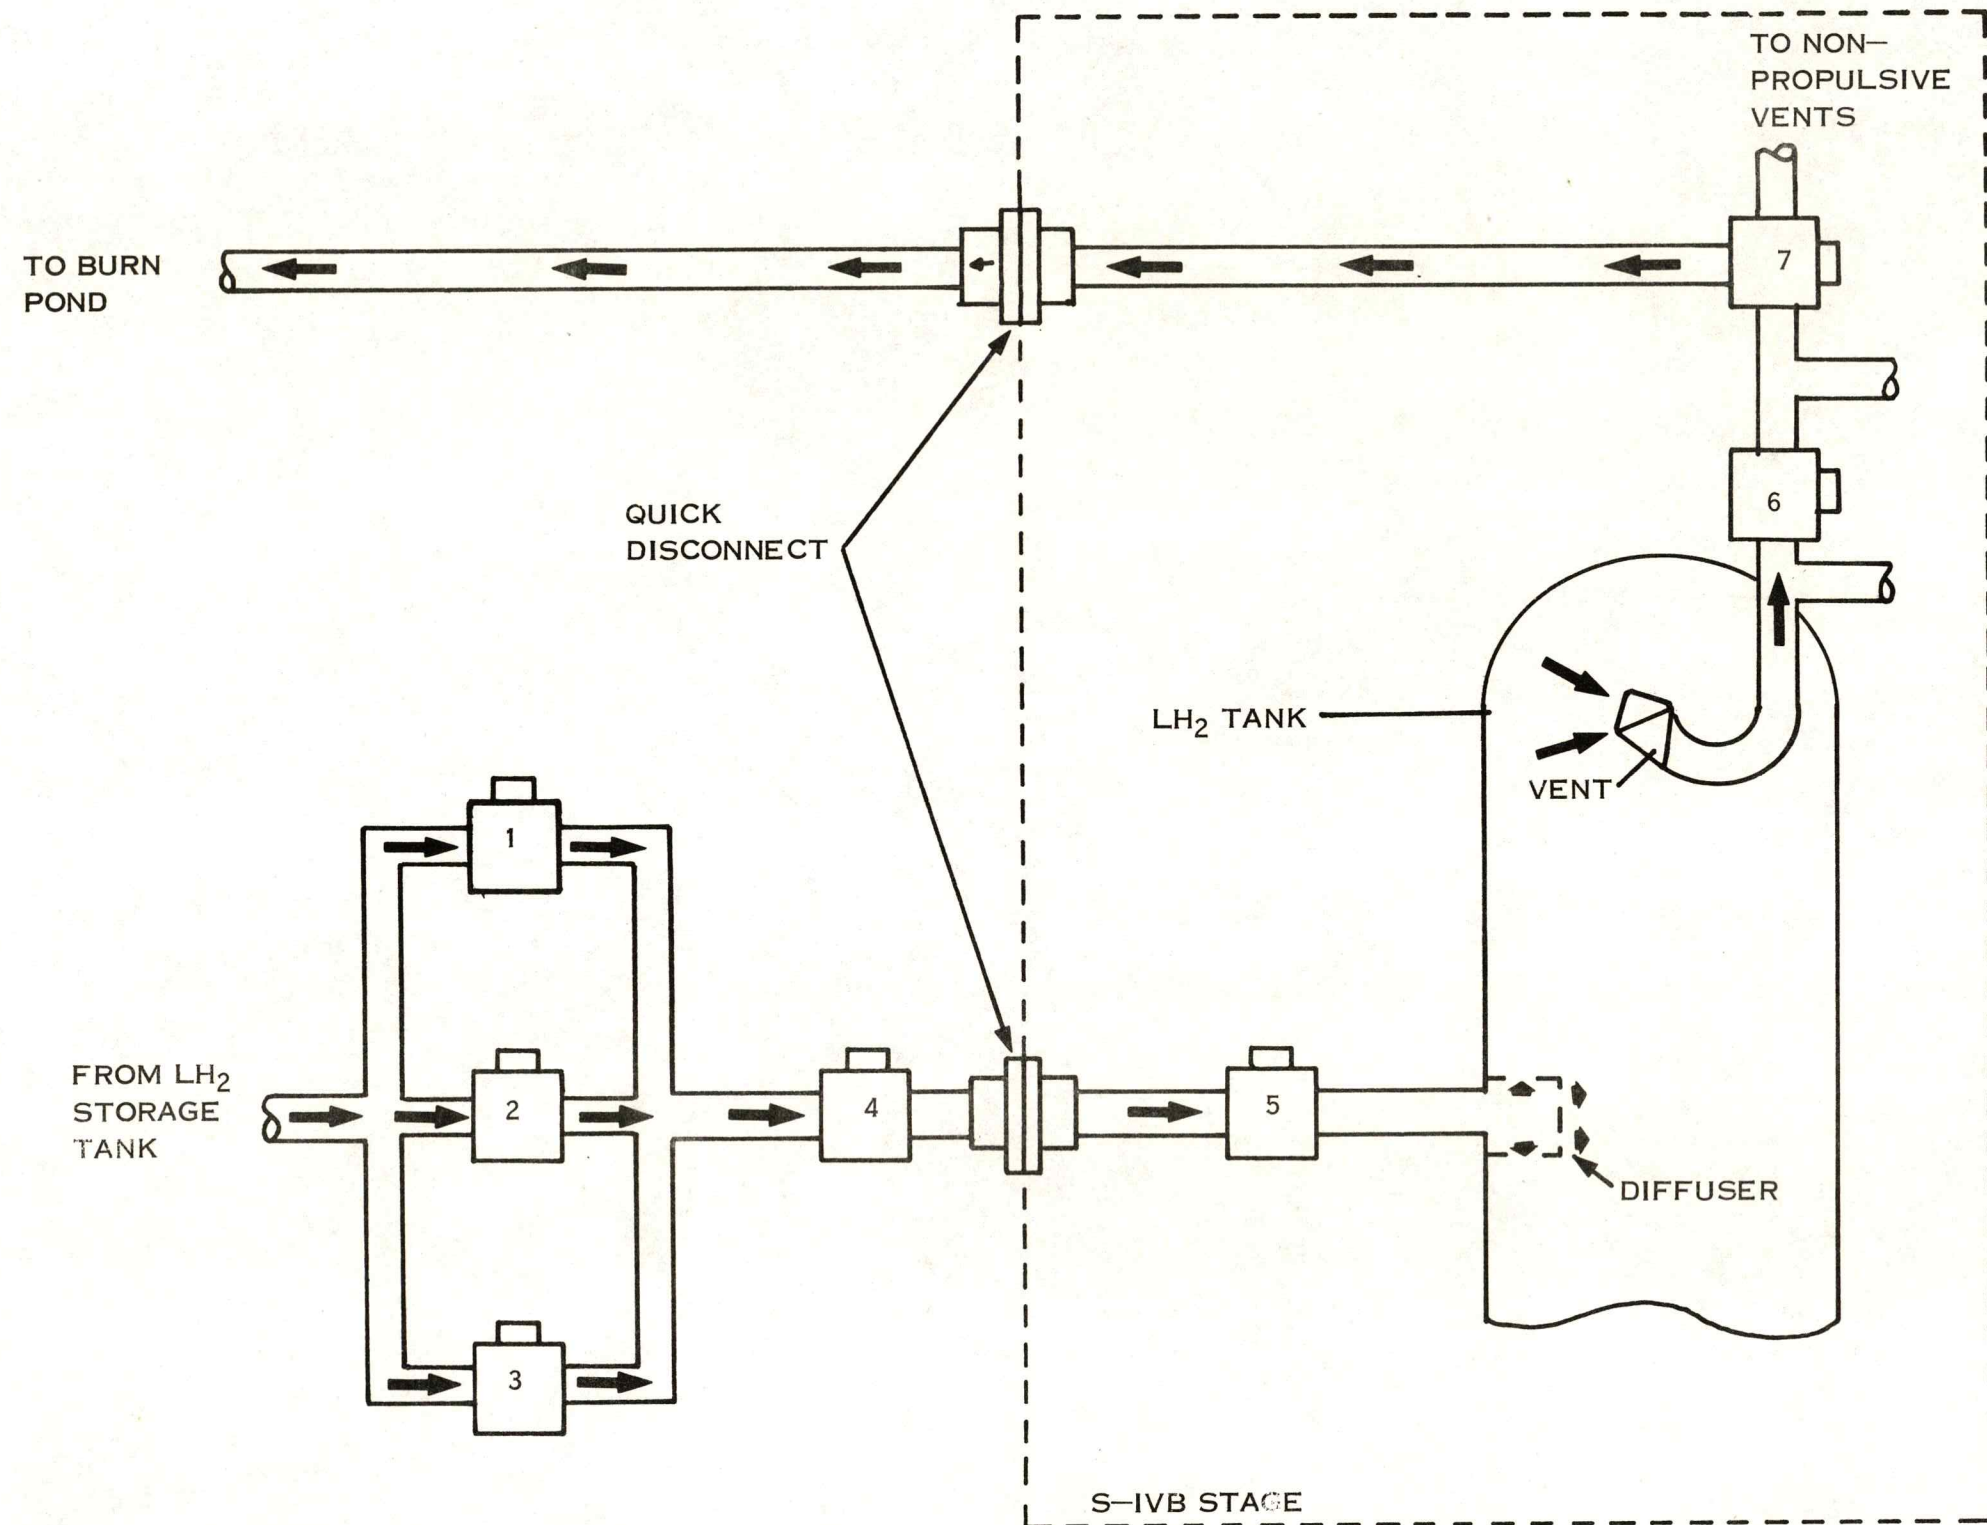 TO NON–
PROPULSIVE
VENTS
TO BURN
POND
7
6
QUICK
DISCONNECT
LH₂ TANK
VENT
1
FROM LH₂
STORAGE
TANK
2
4
5
DIFFUSER
3
S–IVB STAGE